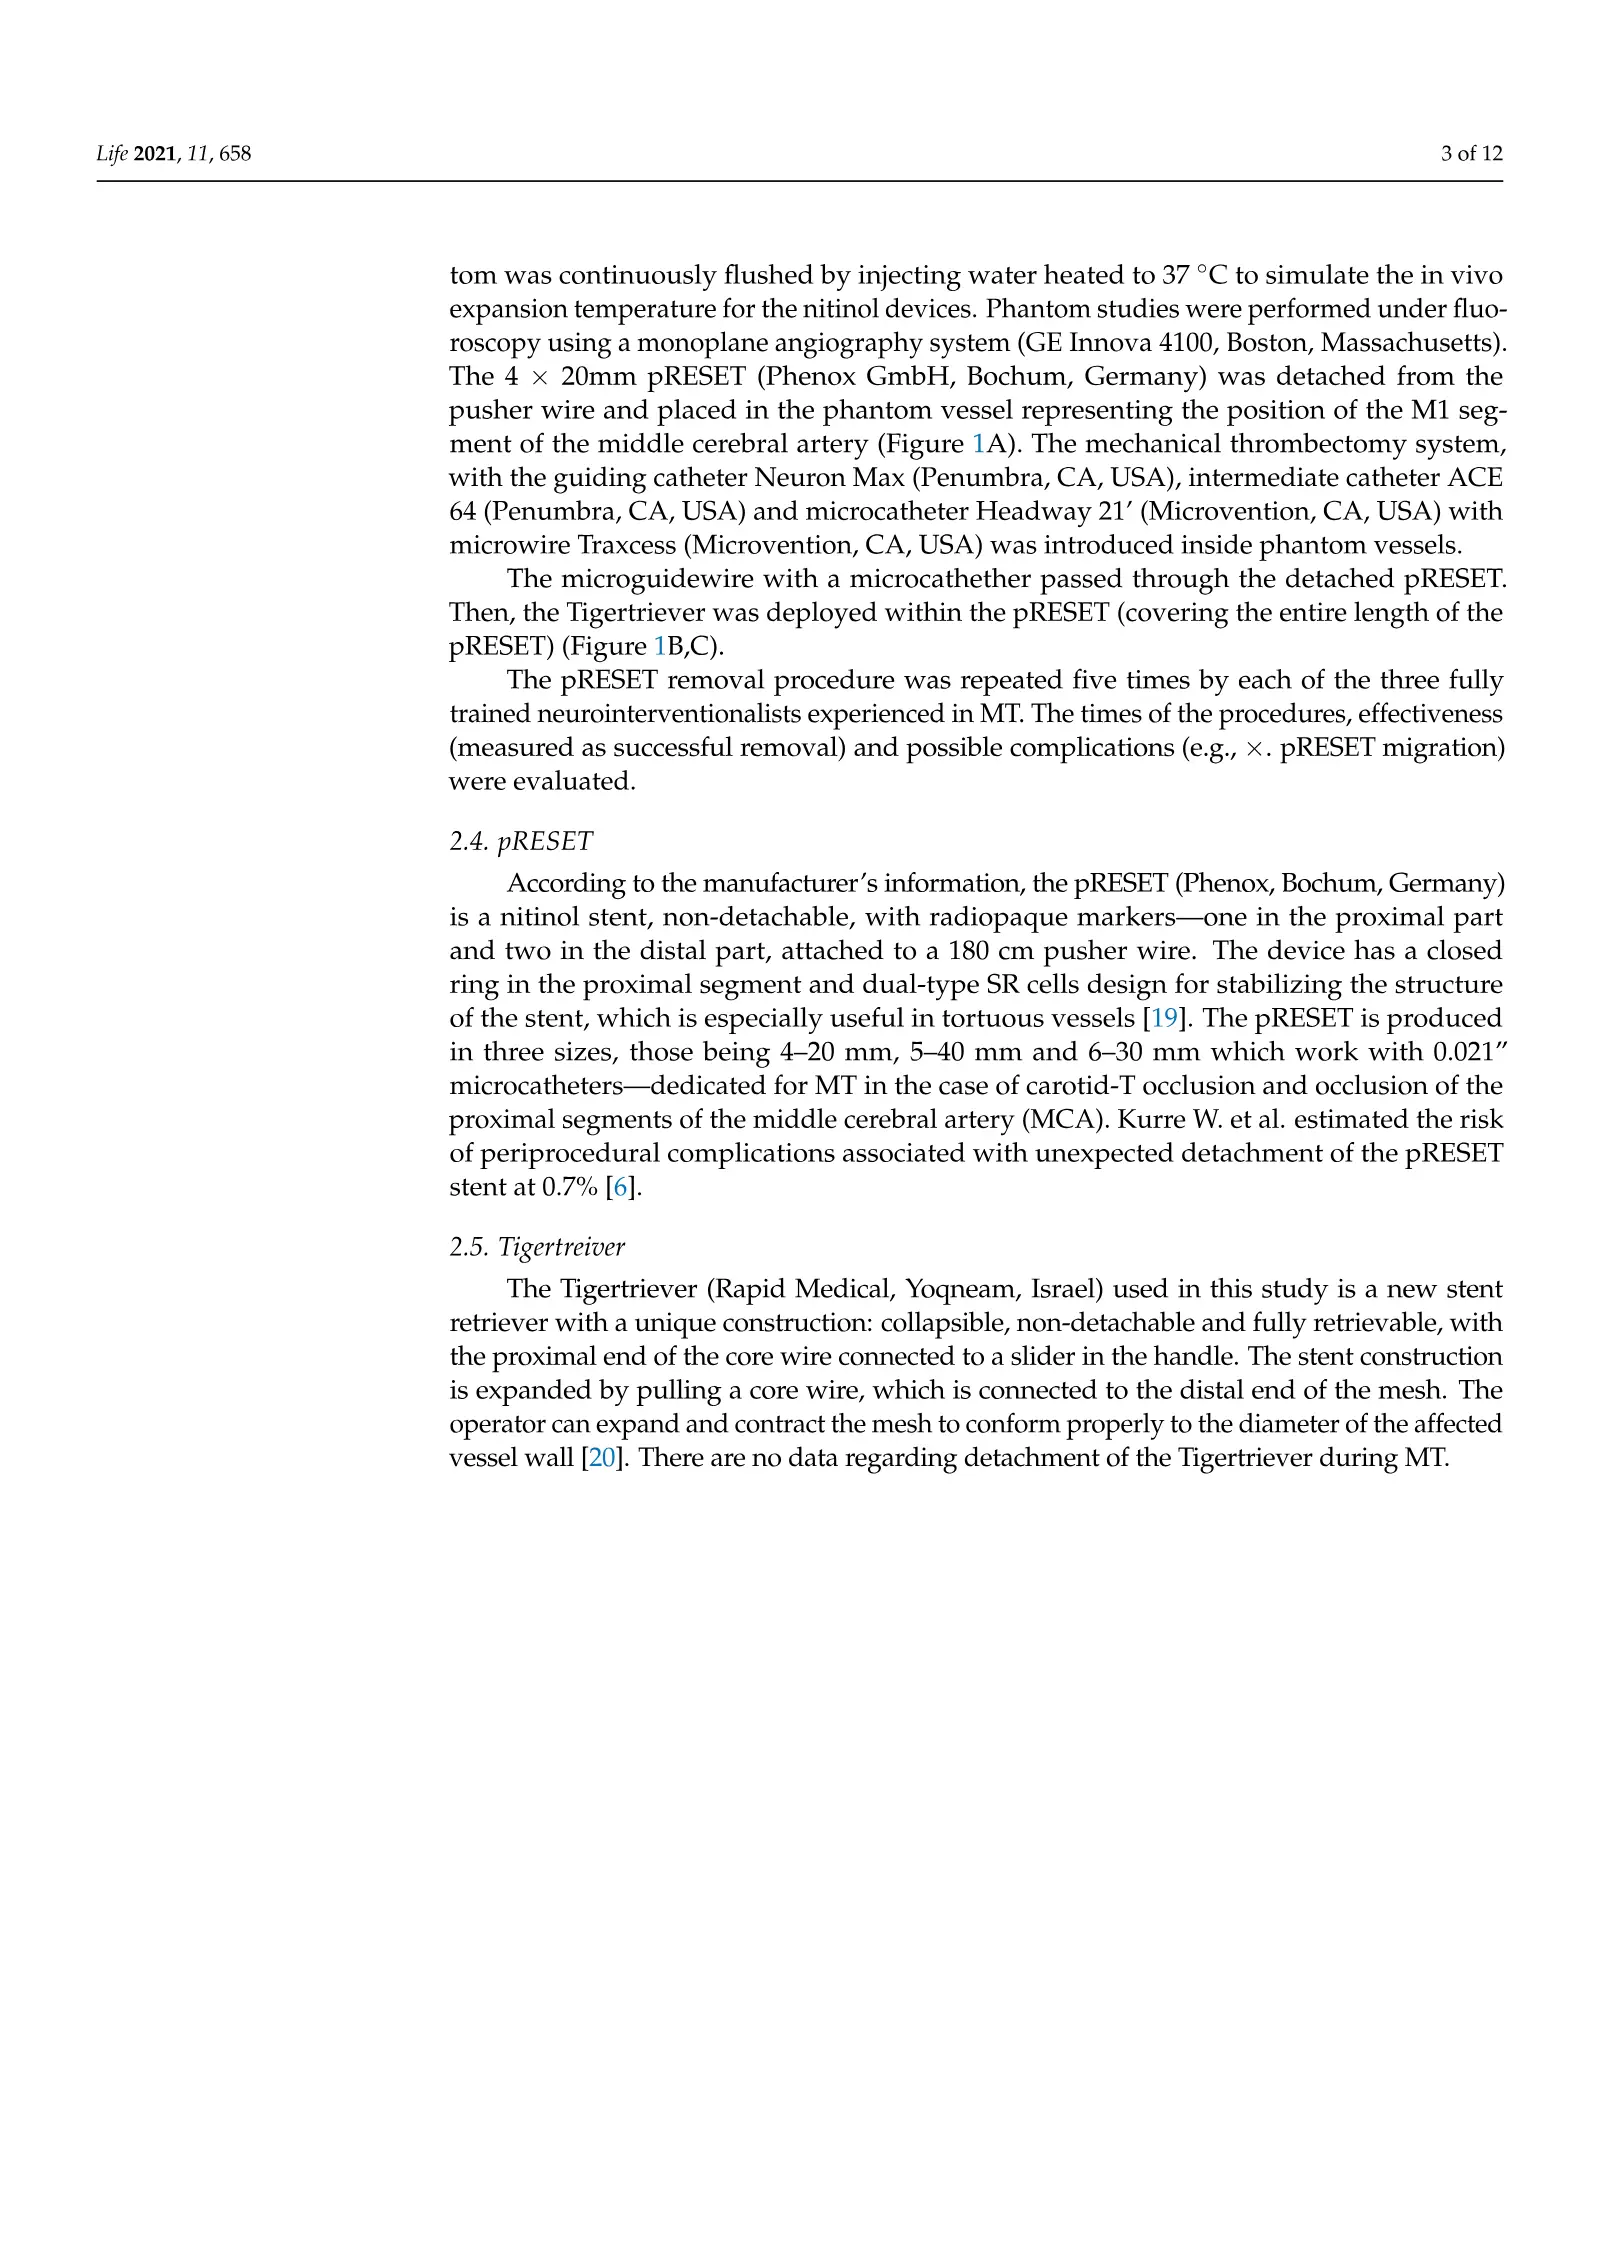 Life 2021, 11, 658
3 of 12
tom was continuously flushed by injecting water heated to 37 °C to simulate the in vivo
expansion temperature for the nitinol devices. Phantom studies were performed under fluo-
roscopy using a monoplane angiography system (GE Innova 4100, Boston, Massachusetts).
The 4 × 20mm pRESET (Phenox GmbH, Bochum, Germany) was detached from the
pusher wire and placed in the phantom vessel representing the position of the M1 seg-
ment of the middle cerebral artery (Figure 1A). The mechanical thrombectomy system,
with the guiding catheter Neuron Max (Penumbra, CA, USA), intermediate catheter ACE
64 (Penumbra, CA, USA) and microcatheter Headway 21′ (Microvention, CA, USA) with
microwire Traxcess (Microvention, CA, USA) was introduced inside phantom vessels.
The microguidewire with a microcathether passed through the detached pRESET.
Then, the Tigertriever was deployed within the pRESET (covering the entire length of the
pRESET) (Figure 1B,C).
The pRESET removal procedure was repeated five times by each of the three fully
trained neurointerventionalists experienced in MT. The times of the procedures, effectiveness
(measured as successful removal) and possible complications (e.g., ×. pRESET migration)
were evaluated.
2.4. pRESET
According to the manufacturer's information, the pRESET (Phenox, Bochum, Germany)
is a nitinol stent, non-detachable, with radiopaque markers—one in the proximal part
and two in the distal part, attached to a 180 cm pusher wire. The device has a closed
ring in the proximal segment and dual-type SR cells design for stabilizing the structure
of the stent, which is especially useful in tortuous vessels [19]. The pRESET is produced
in three sizes, those being 4–20 mm, 5–40 mm and 6–30 mm which work with 0.021″
microcatheters—dedicated for MT in the case of carotid-T occlusion and occlusion of the
proximal segments of the middle cerebral artery (MCA). Kurre W. et al. estimated the risk
of periprocedural complications associated with unexpected detachment of the pRESET
stent at 0.7% [6].
2.5. Tigertreiver
The Tigertriever (Rapid Medical, Yoqneam, Israel) used in this study is a new stent
retriever with a unique construction: collapsible, non-detachable and fully retrievable, with
the proximal end of the core wire connected to a slider in the handle. The stent construction
is expanded by pulling a core wire, which is connected to the distal end of the mesh. The
operator can expand and contract the mesh to conform properly to the diameter of the affected
vessel wall [20]. There are no data regarding detachment of the Tigertriever during MT.